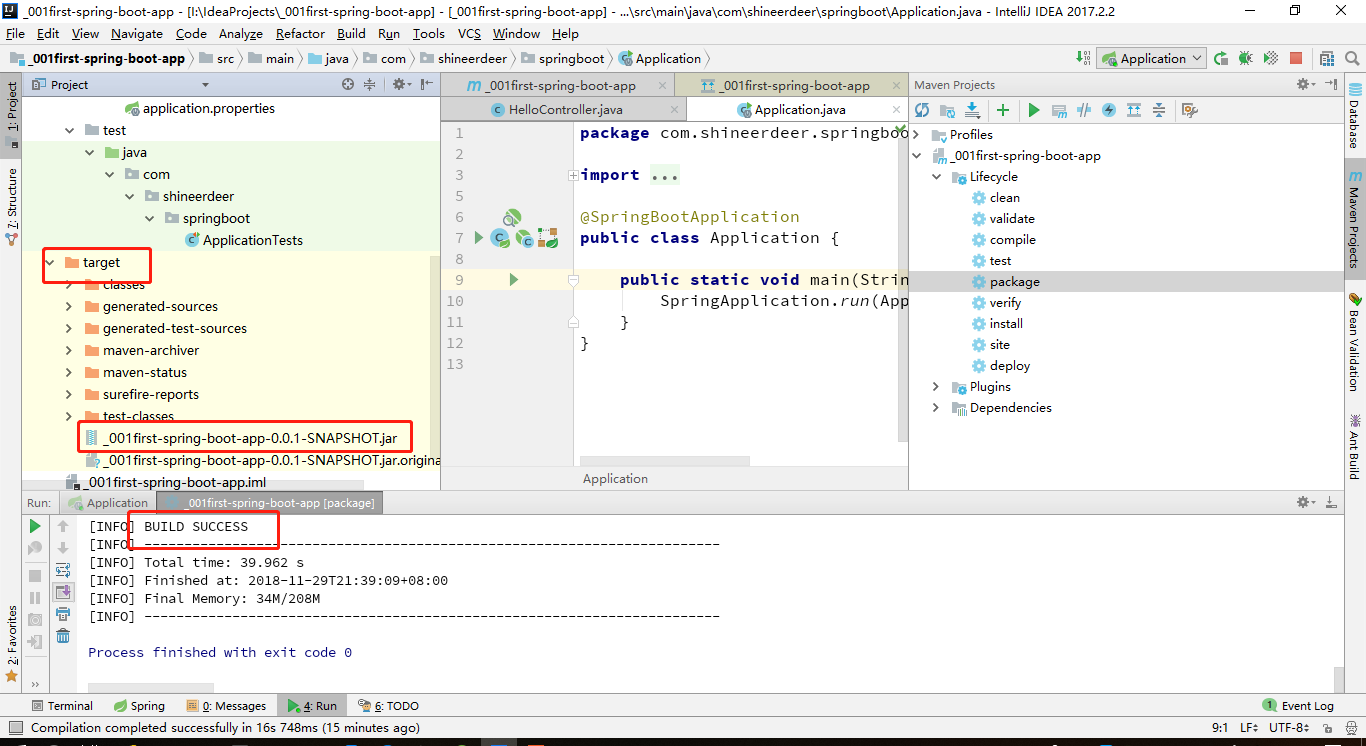 _001first-spring-boot-app - [I:\IdeaProjects\_001first-spring-boot-app] - [_001first-spring-boot-app] - ...\src\main\java\com\shineerdeer\springboot\Application.java - IntelliJ IDEA 2017.2.2
File Edit View Navigate Code Analyze Refactor Build Run Tools VCS Window Help
_001first-spring-boot-app src main java com shineerdeer springboot Application
Application
1: Project
7: Structure
2: Favorites
Project
application.properties
test
java
com
shineerdeer
springboot
ApplicationTests
target
classes
generated-sources
generated-test-sources
maven-archiver
maven-status
surefire-reports
test-classes
_001first-spring-boot-app-0.0.1-SNAPSHOT.jar
_001first-spring-boot-app-0.0.1-SNAPSHOT.jar.origina
_001first-spring-boot-app.iml
_001first-spring-boot-app _001first-spring-boot-app
HelloController.java Application.java
1 package com.shineerdeer.springboo
2
3 import ...
5
6 @SpringBootApplication
7 public class Application {
8
9 public static void main(Strin
10 SpringApplication.run(App
11 }
12 }
13
Application
Maven Projects
Profiles
_001first-spring-boot-app
Lifecycle
clean
validate
compile
test
package
verify
install
site
deploy
Plugins
Dependencies
Database
Maven Projects
Bean Validation
Ant Build
Run: Application _001first-spring-boot-app [package]
[INFO] BUILD SUCCESS
[INFO] ------------------------------------------------------------------------
[INFO] Total time: 39.962 s
[INFO] Finished at: 2018-11-29T21:39:09+08:00
[INFO] Final Memory: 34M/208M
[INFO] ------------------------------------------------------------------------
Process finished with exit code 0
Terminal Spring 0: Messages 4: Run 6: TODO 1 Event Log
Compilation completed successfully in 16s 748ms (15 minutes ago) 9:1 LF UTF-8